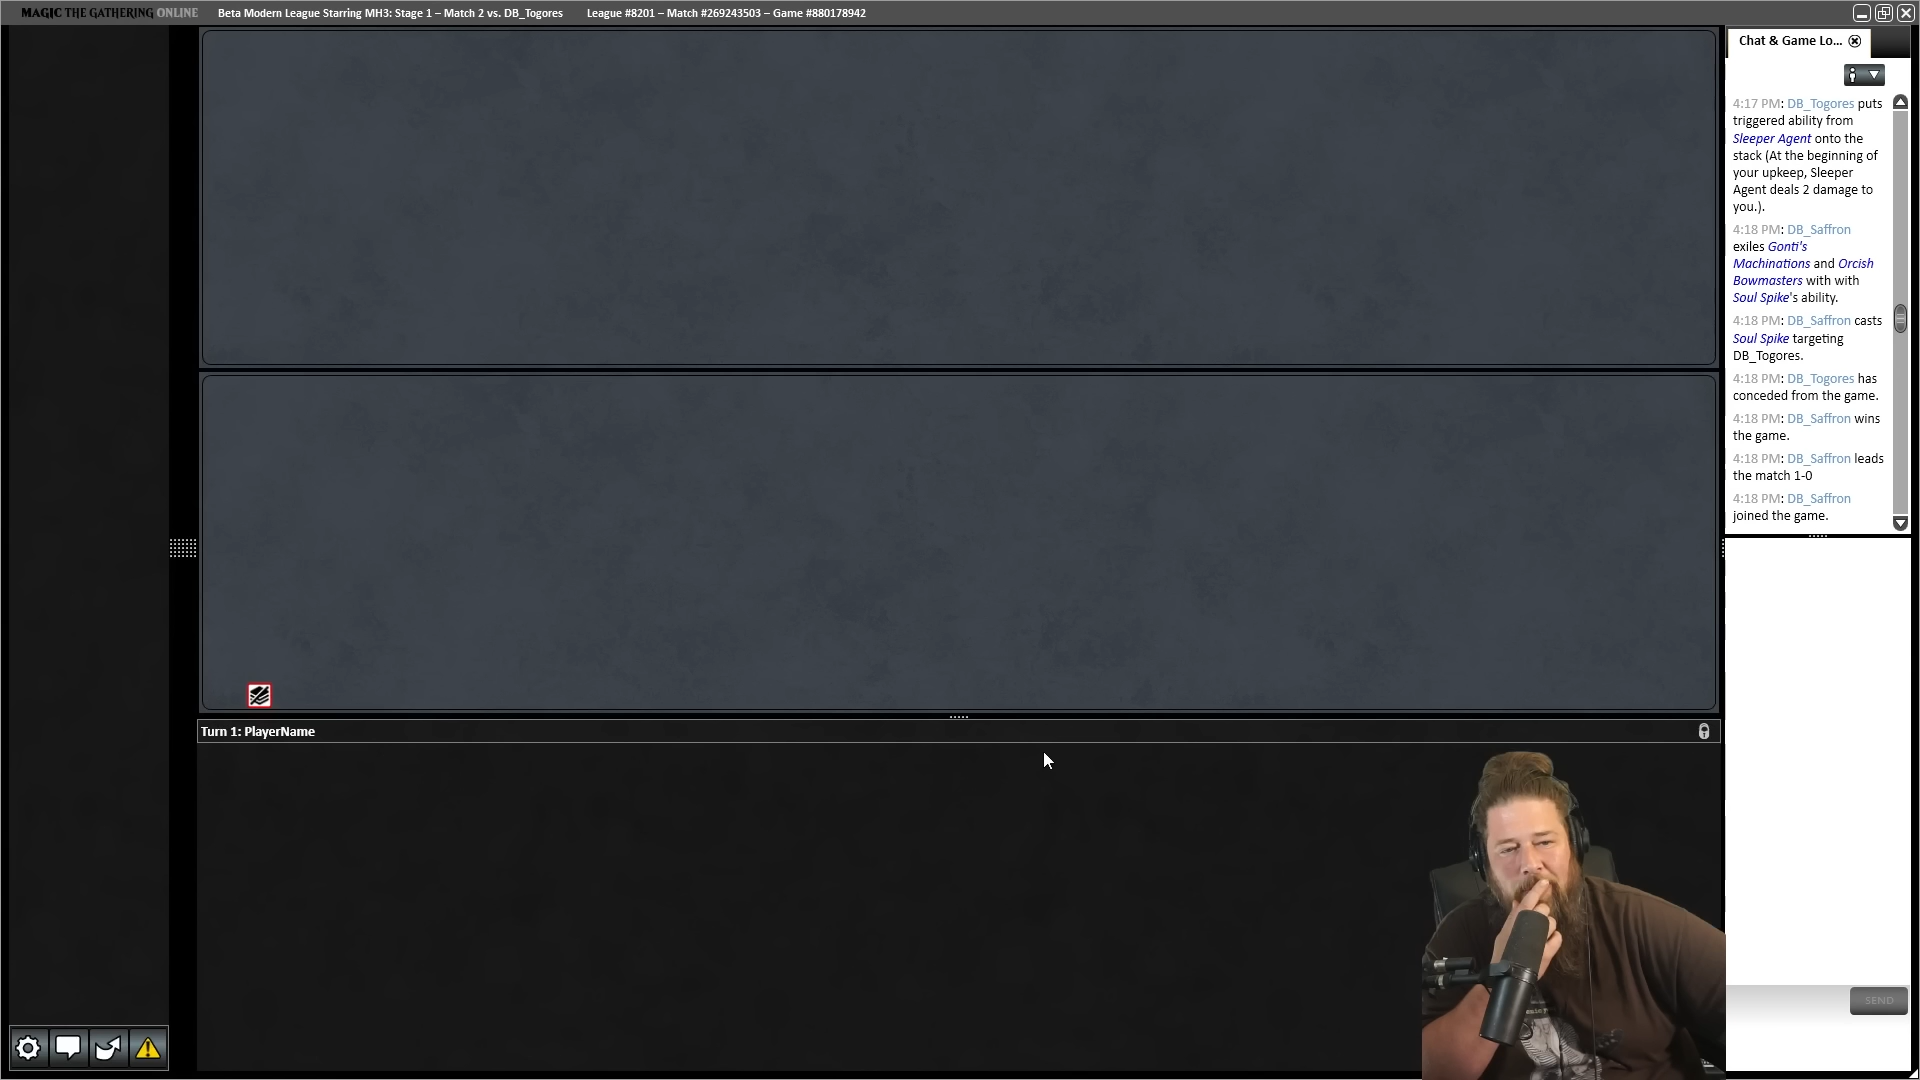 MAGIC THE GATHERING ONLINE
Beta Modern League Starring MH3: Stage 1 – Match 2 vs. DB_Togores
League #8201 – Match #269243503 – Game #880178942
Chat & Game Lo...
4:17 PM: DB_Togores puts
triggered ability from
Sleeper Agent onto the
stack (At the beginning of
your upkeep, Sleeper
Agent deals 2 damage to
you.).
4:18 PM: DB_Saffron
exiles Gonti's
Machinations and Orcish
Bowmasters with with
Soul Spike's ability.
4:18 PM: DB_Saffron casts
Soul Spike targeting
DB_Togores.
4:18 PM: DB_Togores has
conceded from the game.
4:18 PM: DB_Saffron wins
the game.
4:18 PM: DB_Saffron leads
the match 1-0
4:18 PM: DB_Saffron
joined the game.
Turn 1: PlayerName
SEND